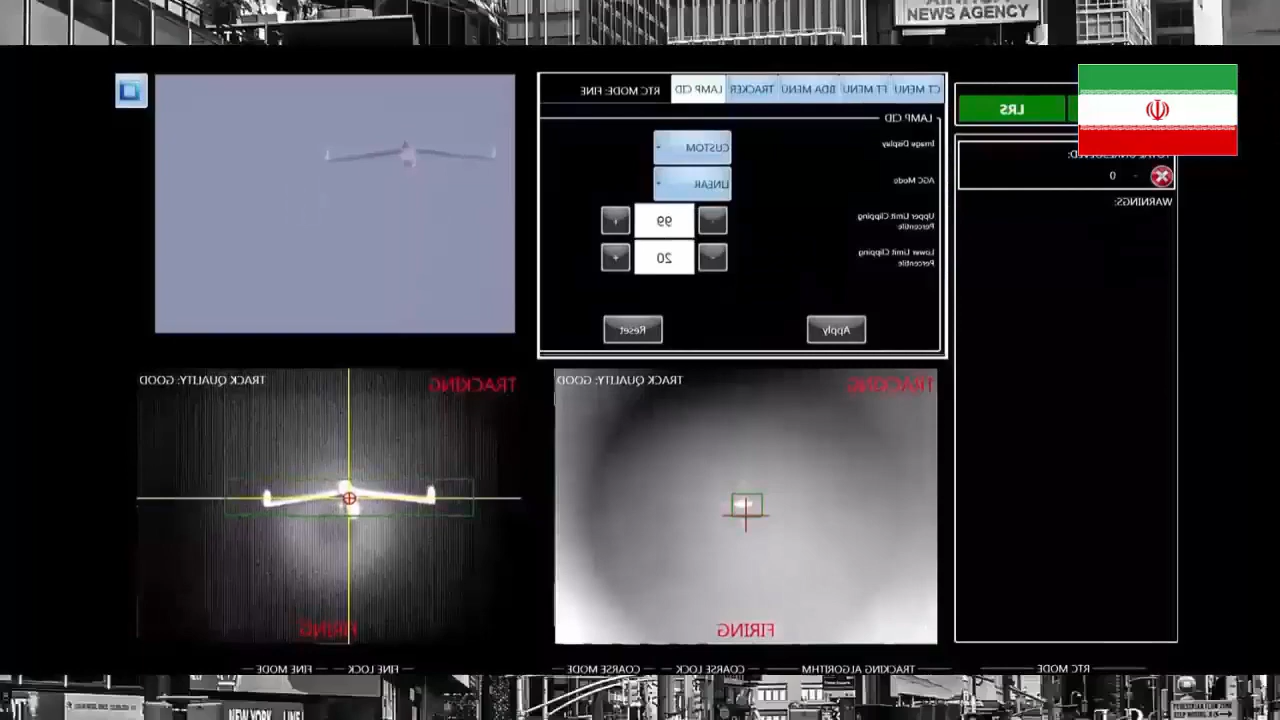 NEWS AGENCY
CT MENU FT MENU BDA MENU TRACKER LAMP CID RTC MODE: FINE
LRS
LAMP CID
Image Display CUSTOM
AGC Mode LINEAR
Upper Limit Clipping Percentile - 99 +
Lower Limit Clipping Percentile - 20 +
Apply Reset
- 0
WARNINGS:
TRACKING TRACK QUALITY: GOOD
FIRING
TRACKING TRACK QUALITY: GOOD
FIRING
RTC MODE TRACKING ALGORITHM COARSE LOCK COARSE MODE FINE LOCK FINE MODE
NEW YORK